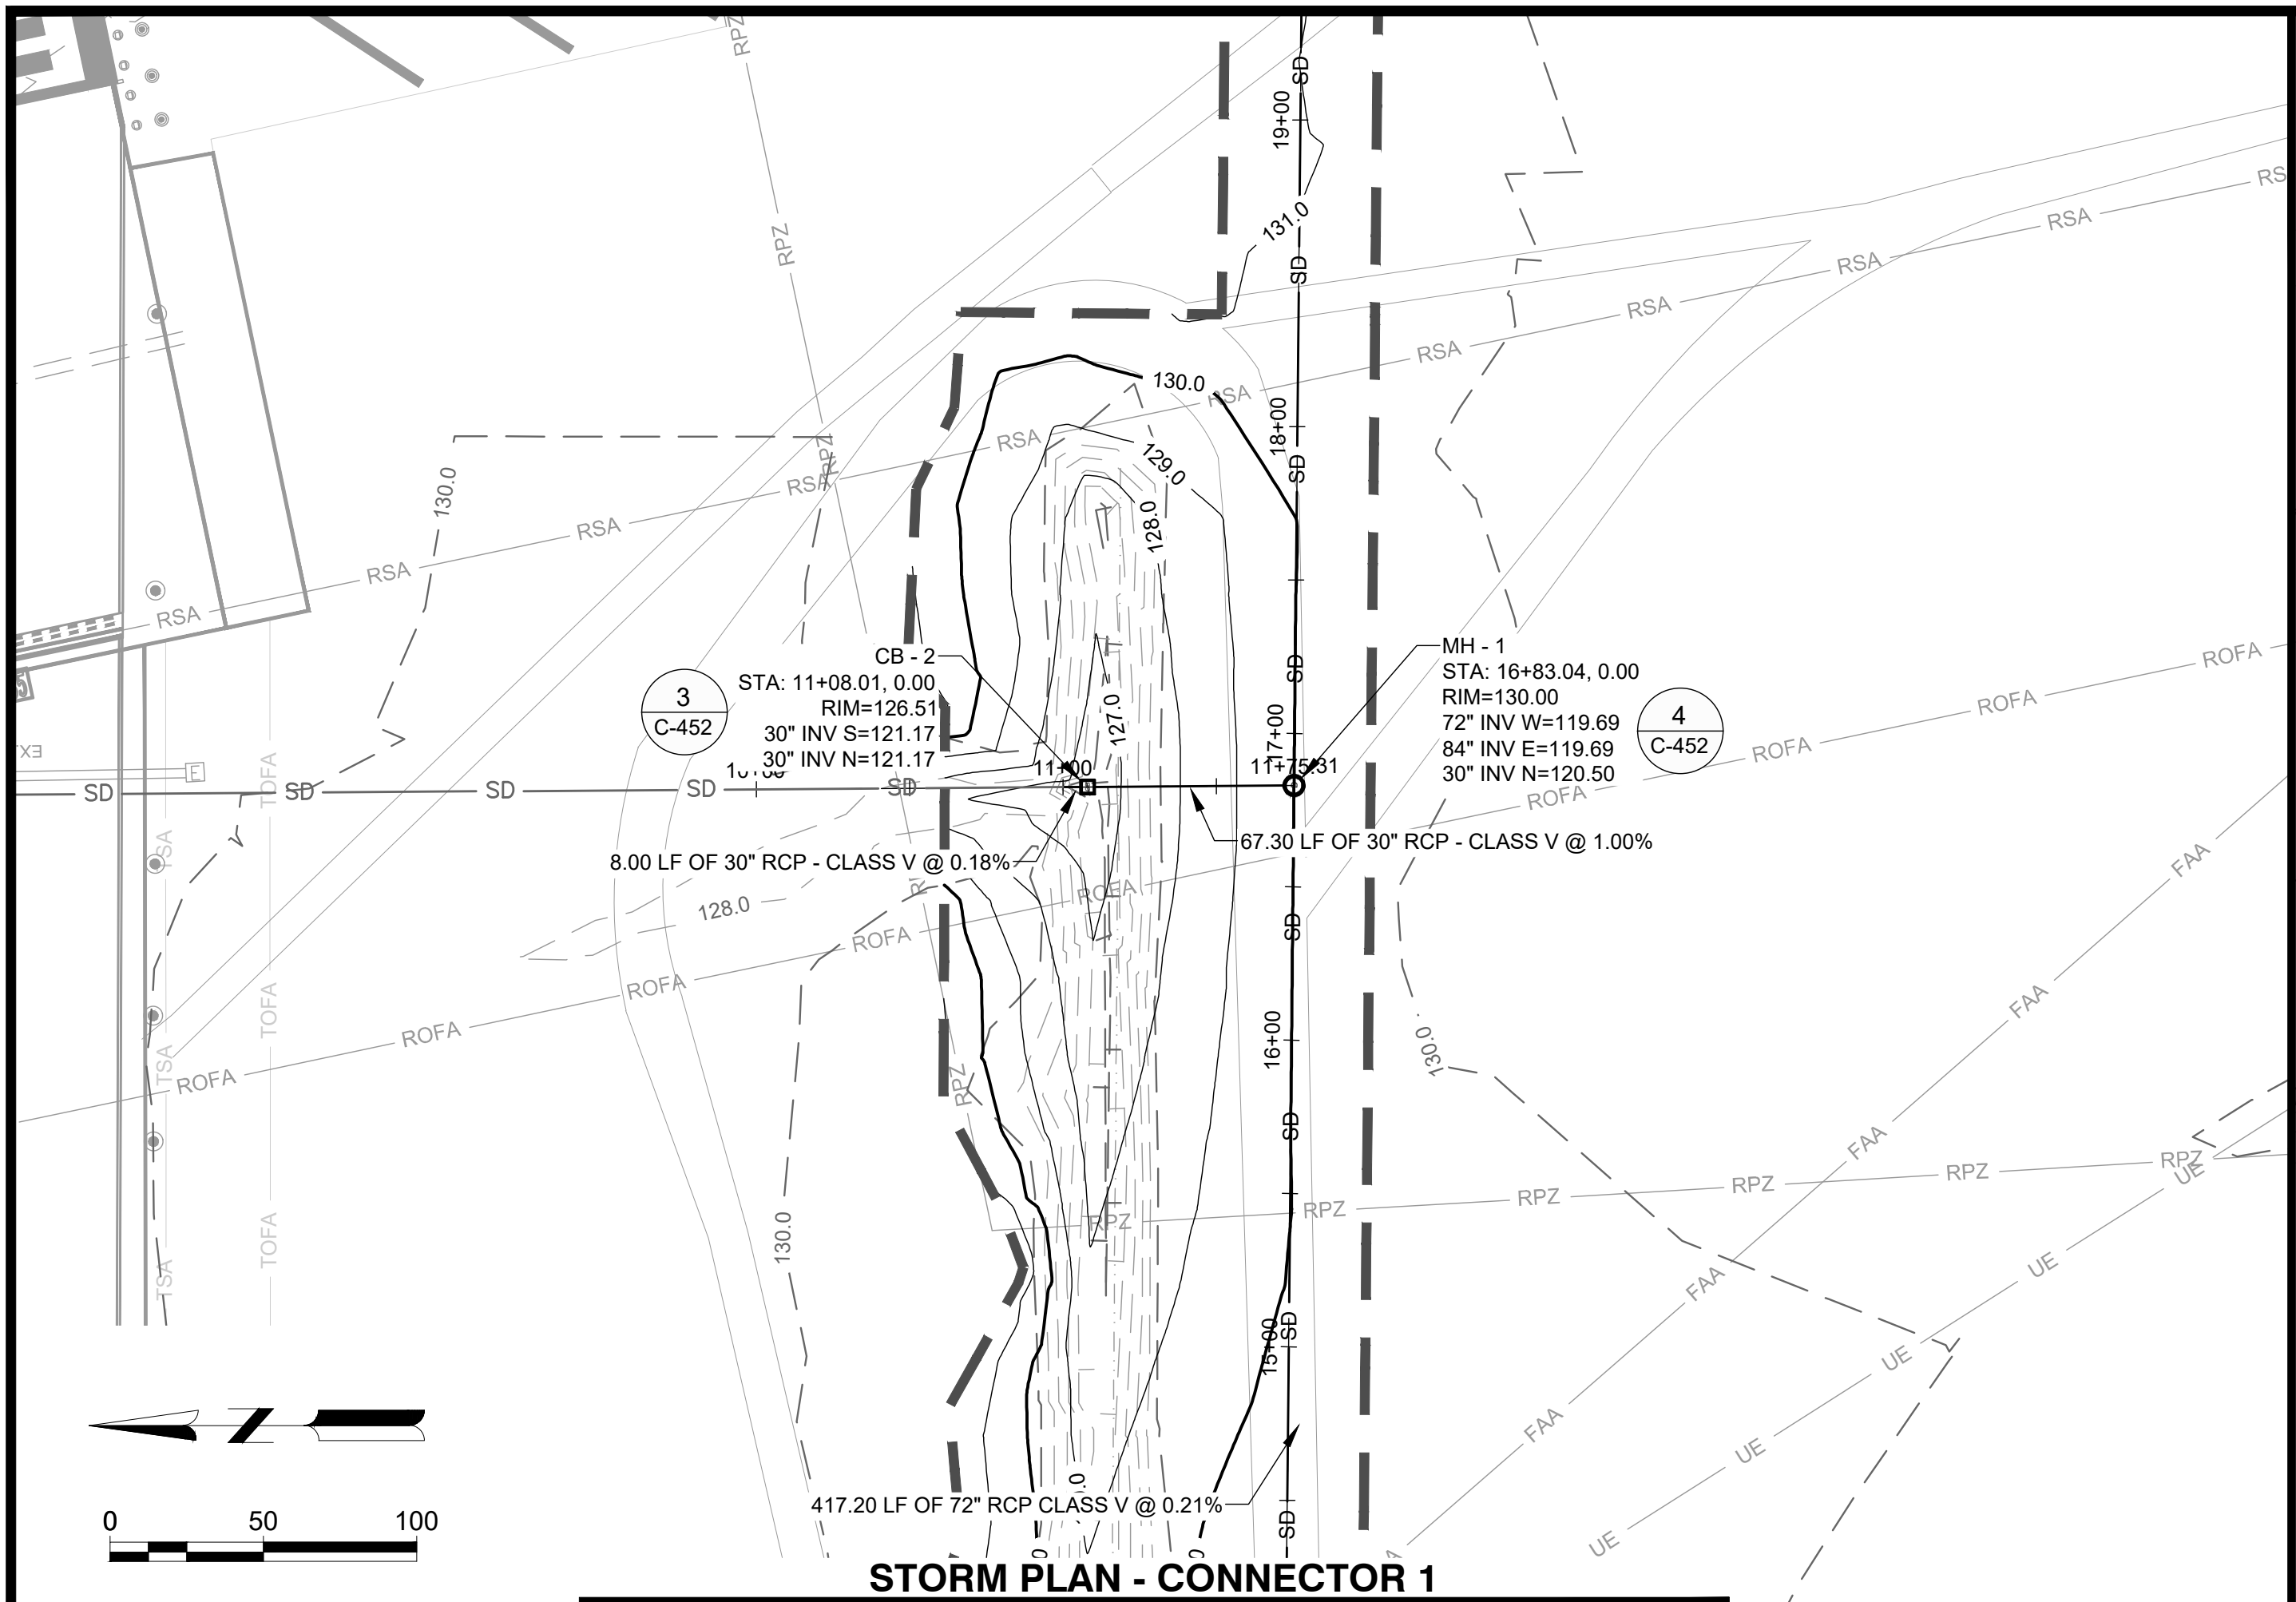 RPZ
SD
19+00
RS
131.0
RSA
RPZ
SD
RSA
RSA
RSA
130.0
RSA
18+00
RSA
RPZ
129.0
SD
130.0
RSA
128.0
RSA
RSA
RSA
CB - 2
STA: 11+08.01, 0.00
RIM=126.51
30" INV S=121.17
30" INV N=121.17
3
C-452
SD
MH - 1
STA: 16+83.04, 0.00
RIM=130.00
72" INV W=119.69
84" INV E=119.69
30" INV N=120.50
4
C-452
ROFA
ROFA
ROFA
ROFA
127.0
17+00
EX
E
TOFA
10+00
11+00
11+75.31
SD
SD
SD
SD
SD
TSA
8.00 LF OF 30" RCP - CLASS V @ 0.18%
67.30 LF OF 30" RCP - CLASS V @ 1.00%
FAA
ROFA
128.0
SD
ROFA
ROFA
TOFA
FAA
ROFA
16+00
130.0
TSA
ROFA
RPZ
SD
FAA
RPZ
RPZ
RPZ
RPZ
RPZ
RPZ
UE
130.0
TOFA
TSA
UE
FAA
15+00
SD
UE
FAA
UE
N
417.20 LF OF 72" RCP CLASS V @ 0.21%
SD
UE
0 50 100
STORM PLAN - CONNECTOR 1